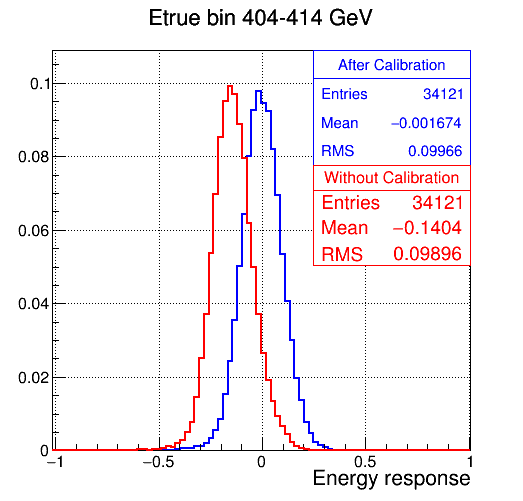 Etrue bin 404-414 GeV
After Calibration
Entries 34121
Mean −0.001674
RMS 0.09966
Without Calibration
Entries 34121
Mean −0.1404
RMS 0.09896
0.1
0.08
0.06
0.04
0.02
0
−1 −0.5 0 0.5 1
Energy response